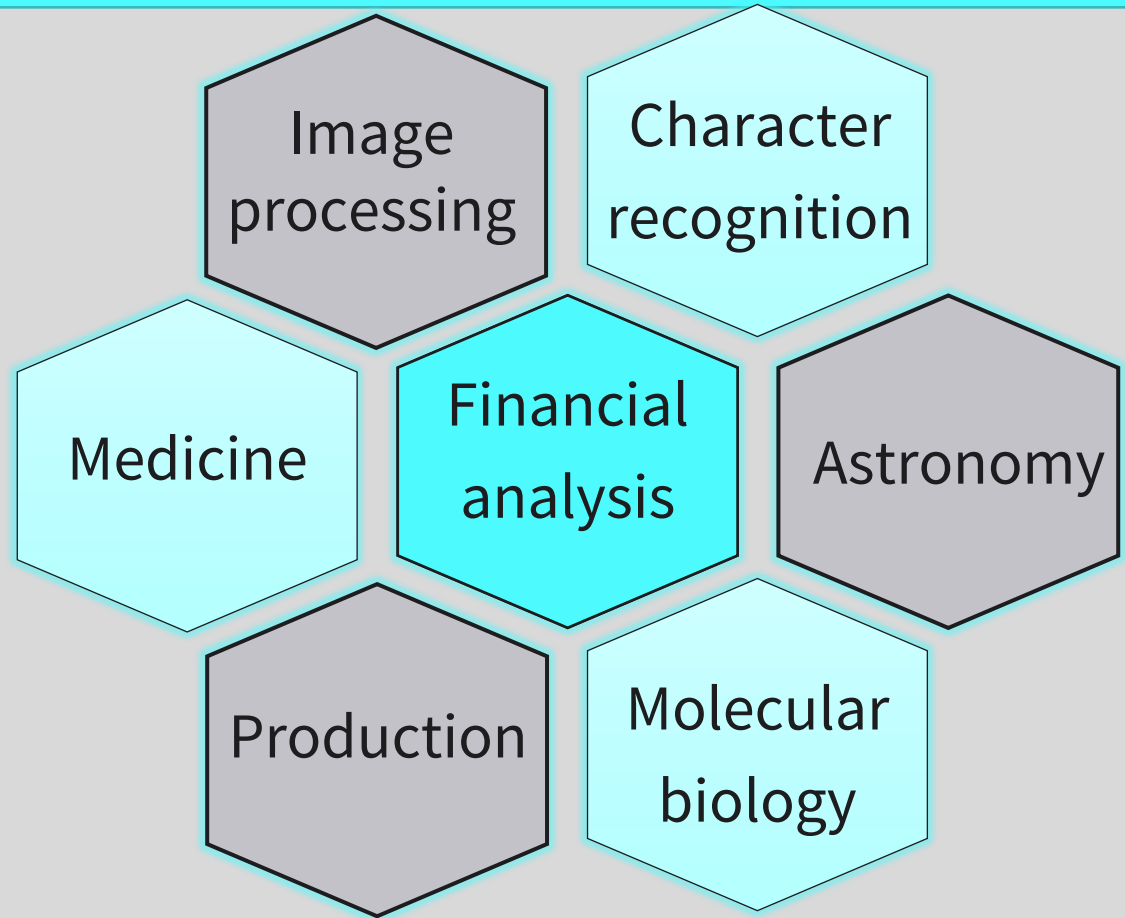 Image
processing
Character
recognition
Medicine
Financial
analysis
Astronomy
Production
Molecular
biology